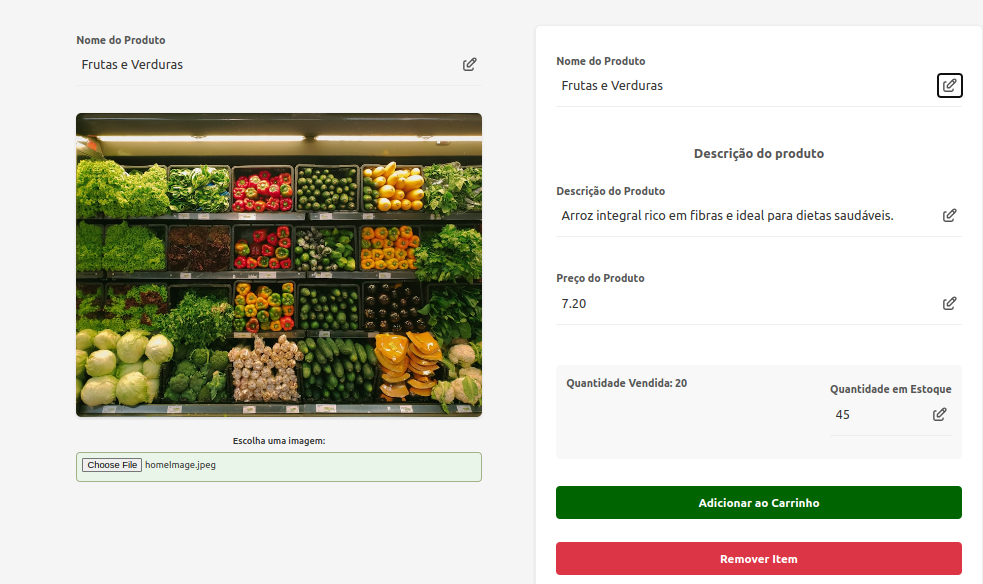 Nome do Produto
Frutas e Verduras
Escolha uma imagem:
Choose File homeImage.jpeg
Nome do Produto
Frutas e Verduras
Descrição do produto
Descrição do Produto
Arroz integral rico em fibras e ideal para dietas saudáveis.
Preço do Produto
7.20
Quantidade Vendida: 20
Quantidade em Estoque
45
Adicionar ao Carrinho
Remover Item